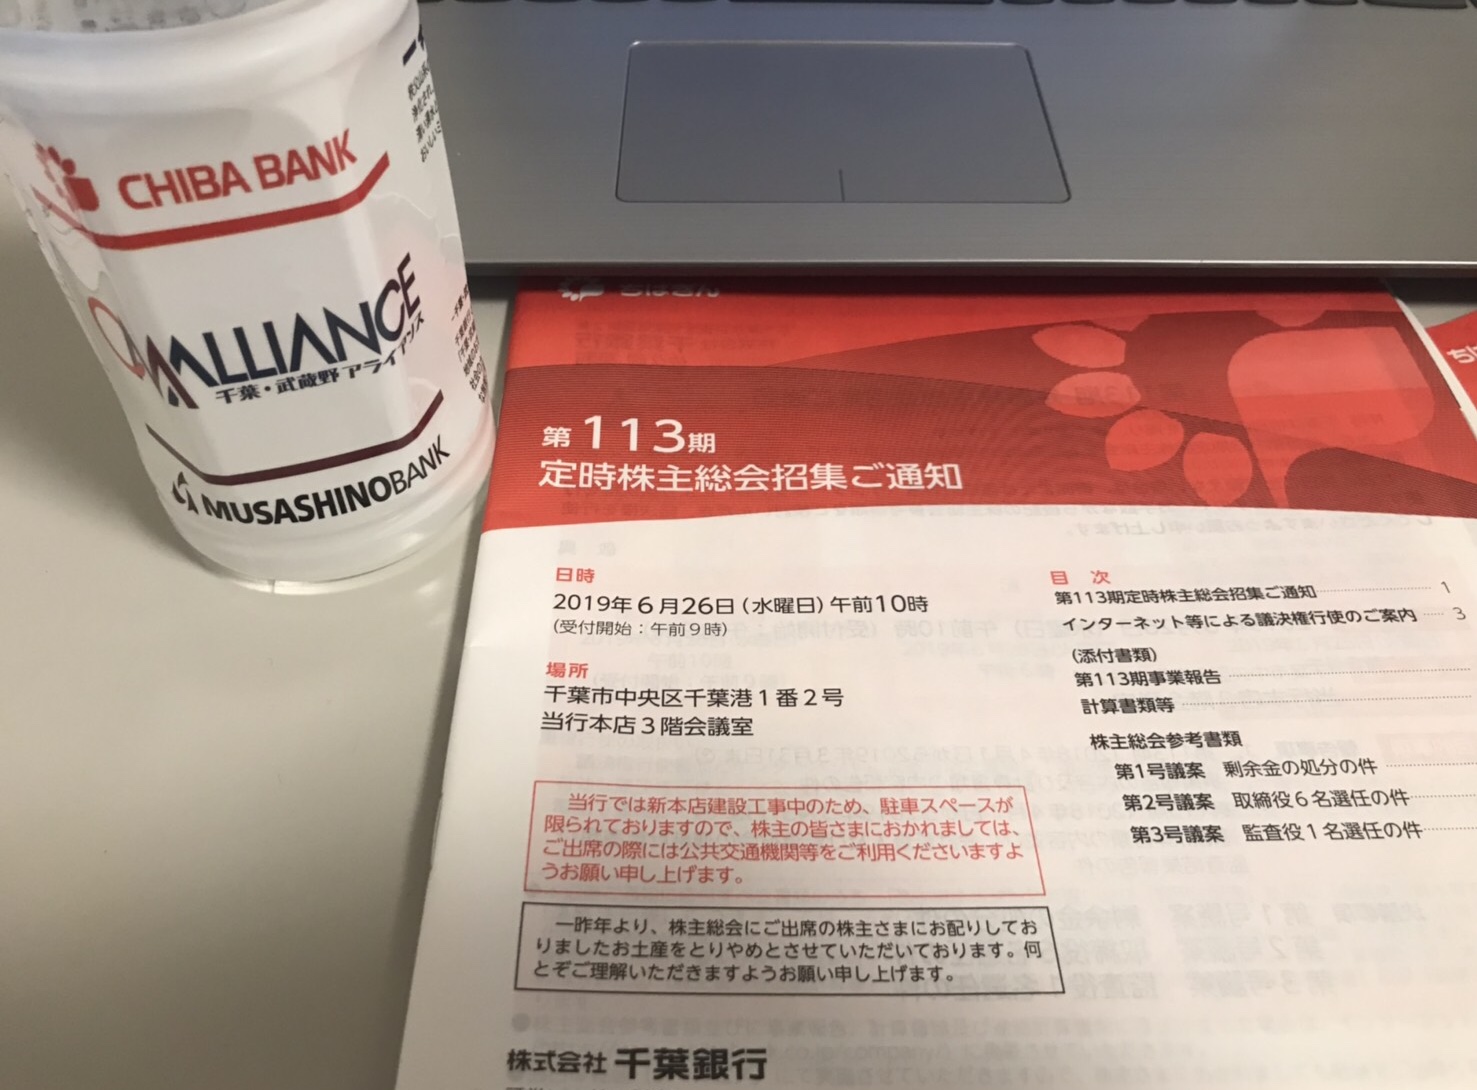 CHIBA BANK
ALLIANCE
千葉・武蔵野アライアンス
MUSASHINO BANK
ちばぎん
第113期
定時株主総会招集ご通知
日時
2019年6月26日(水曜日)午前10時
(受付開始:午前9時)
場所
千葉市中央区千葉港1番2号
当行本店3階会議室
当行では新本店建設工事中のため、駐車スペースが
限られておりますので、株主の皆さまにおかれましては、
ご出席の際には公共交通機関等をご利用くださいますよ
うお願い申し上げます。
一昨年より、株主総会にご出席の株主さまにお配りしてお
りましたお土産をとりやめとさせていただいております。何
とぞご理解いただきますようお願い申し上げます。
株式会社 千葉銀行
目 次
第113期定時株主総会招集ご通知 1
インターネット等による議決権行使のご案内 3
(添付書類)
第113期事業報告
計算書類等
株主総会参考書類
第1号議案 剰余金の処分の件
第2号議案 取締役6名選任の件
第3号議案 監査役1名選任の件